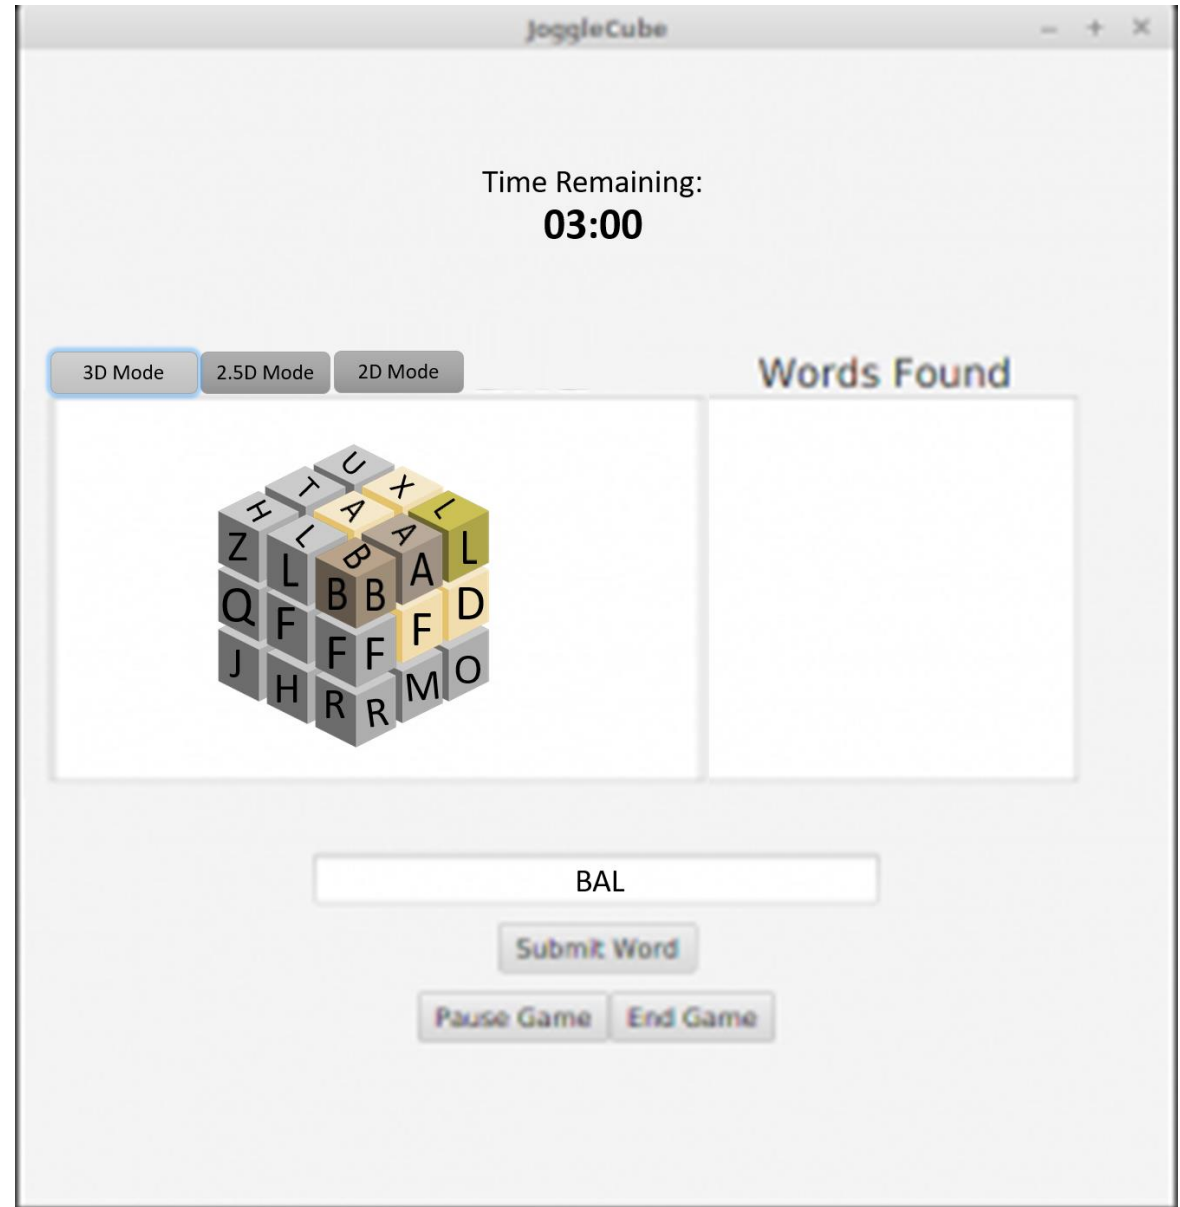 JoggleCube
Time Remaining:
03:00
3D Mode 2.5D Mode 2D Mode
Words Found
U
T X
H A L
L A
B
Z L B B A L
Q F F F F D
J H R R M O
BAL
Submit Word
Pause Game End Game